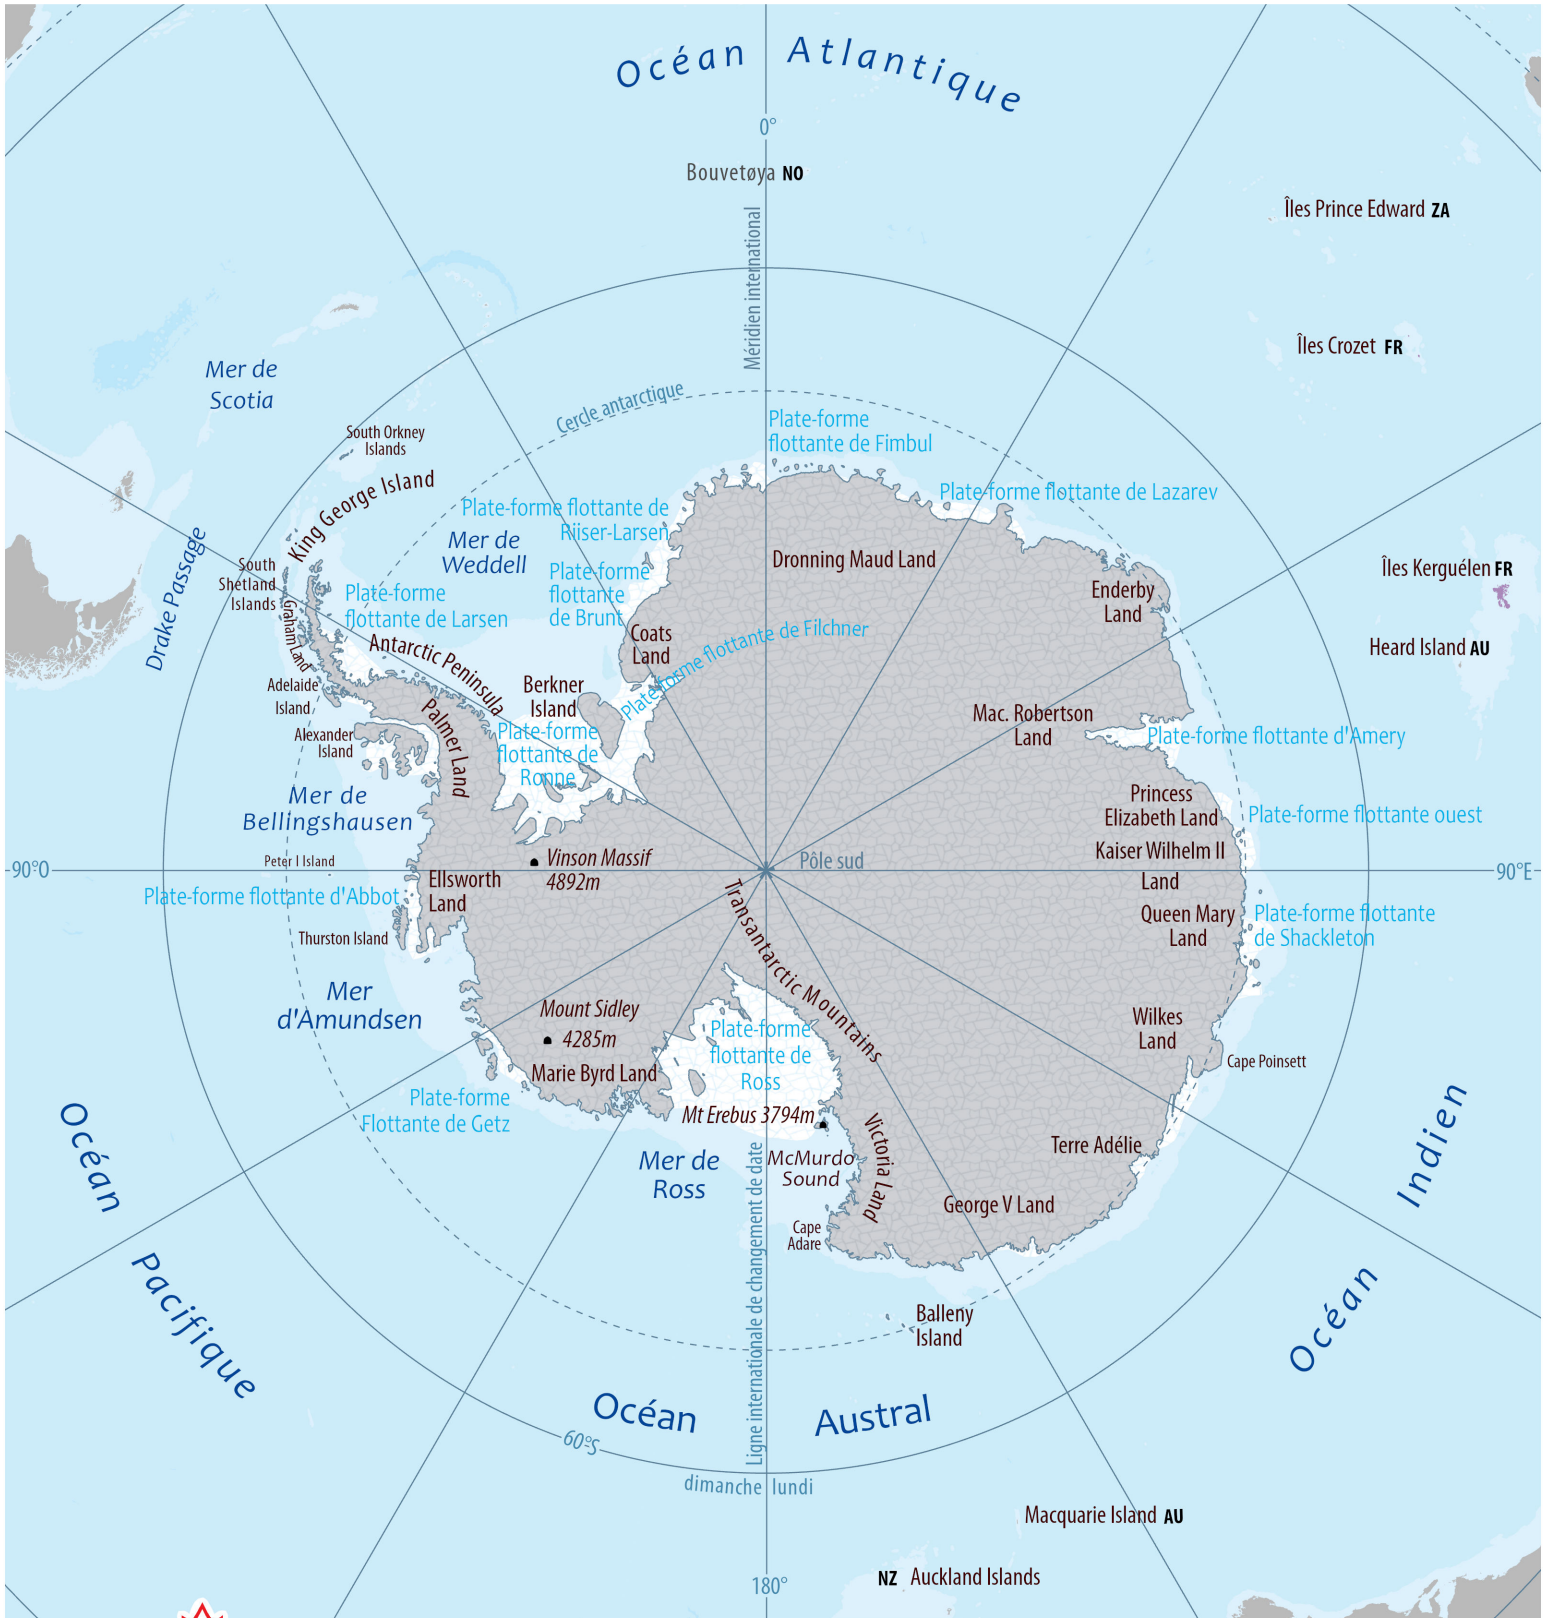 Océan Atlantique
0°
Bouvetøya NO
Îles Prince Edward ZA
Méridien international
Îles Crozet FR
Mer de
Scotia
Cercle antarctique
Plate-forme
flottante de Fimbul
South Orkney
Islands
King George Island
Plate-forme flottante de
Riiser-Larsen
Plate-forme flottante de Lazarev
Mer de
Weddell
Dronning Maud Land
Îles Kerguélen FR
South
Shetland
Islands
Drake Passage
Plate-forme
flottante de Larsen
Plate-forme
flottante
de Brunt
Enderby
Land
Graham Land
Antarctic Peninsula
Coats
Land
Plate-forme flottante de Filchner
Heard Island AU
Adelaide
Island
Berkner
Island
Palmer Land
Alexander
Island
Plate-forme
flottante de
Ronne
Mac. Robertson
Land
Plate-forme flottante d'Amery
Mer de
Bellingshausen
Princess
Elizabeth Land
Plate-forme flottante ouest
Peter I Island
Vinson Massif
4892m
Pôle sud
Kaiser Wilhelm II
Land
90°O
90°E
Plate-forme flottante d'Abbot
Ellsworth
Land
Queen Mary
Land
Plate-forme flottante
de Shackleton
Thurston Island
Transantarctic Mountains
Mer
d'Amundsen
Mount Sidley
4285m
Plate-forme
flottante de
Ross
Wilkes
Land
Cape Poinsett
Marie Byrd Land
Plate-forme
Flottante de Getz
Mt Erebus 3794m
Victoria Land
Terre Adélie
Mer de
Ross
McMurdo
Sound
George V Land
Cape
Adare
Océan
Pacifique
Océan
Indien
Balleny
Island
Ligne internationale de changement de date
Océan Austral
60°S
dimanche lundi
Macquarie Island AU
180°
NZ Auckland Islands